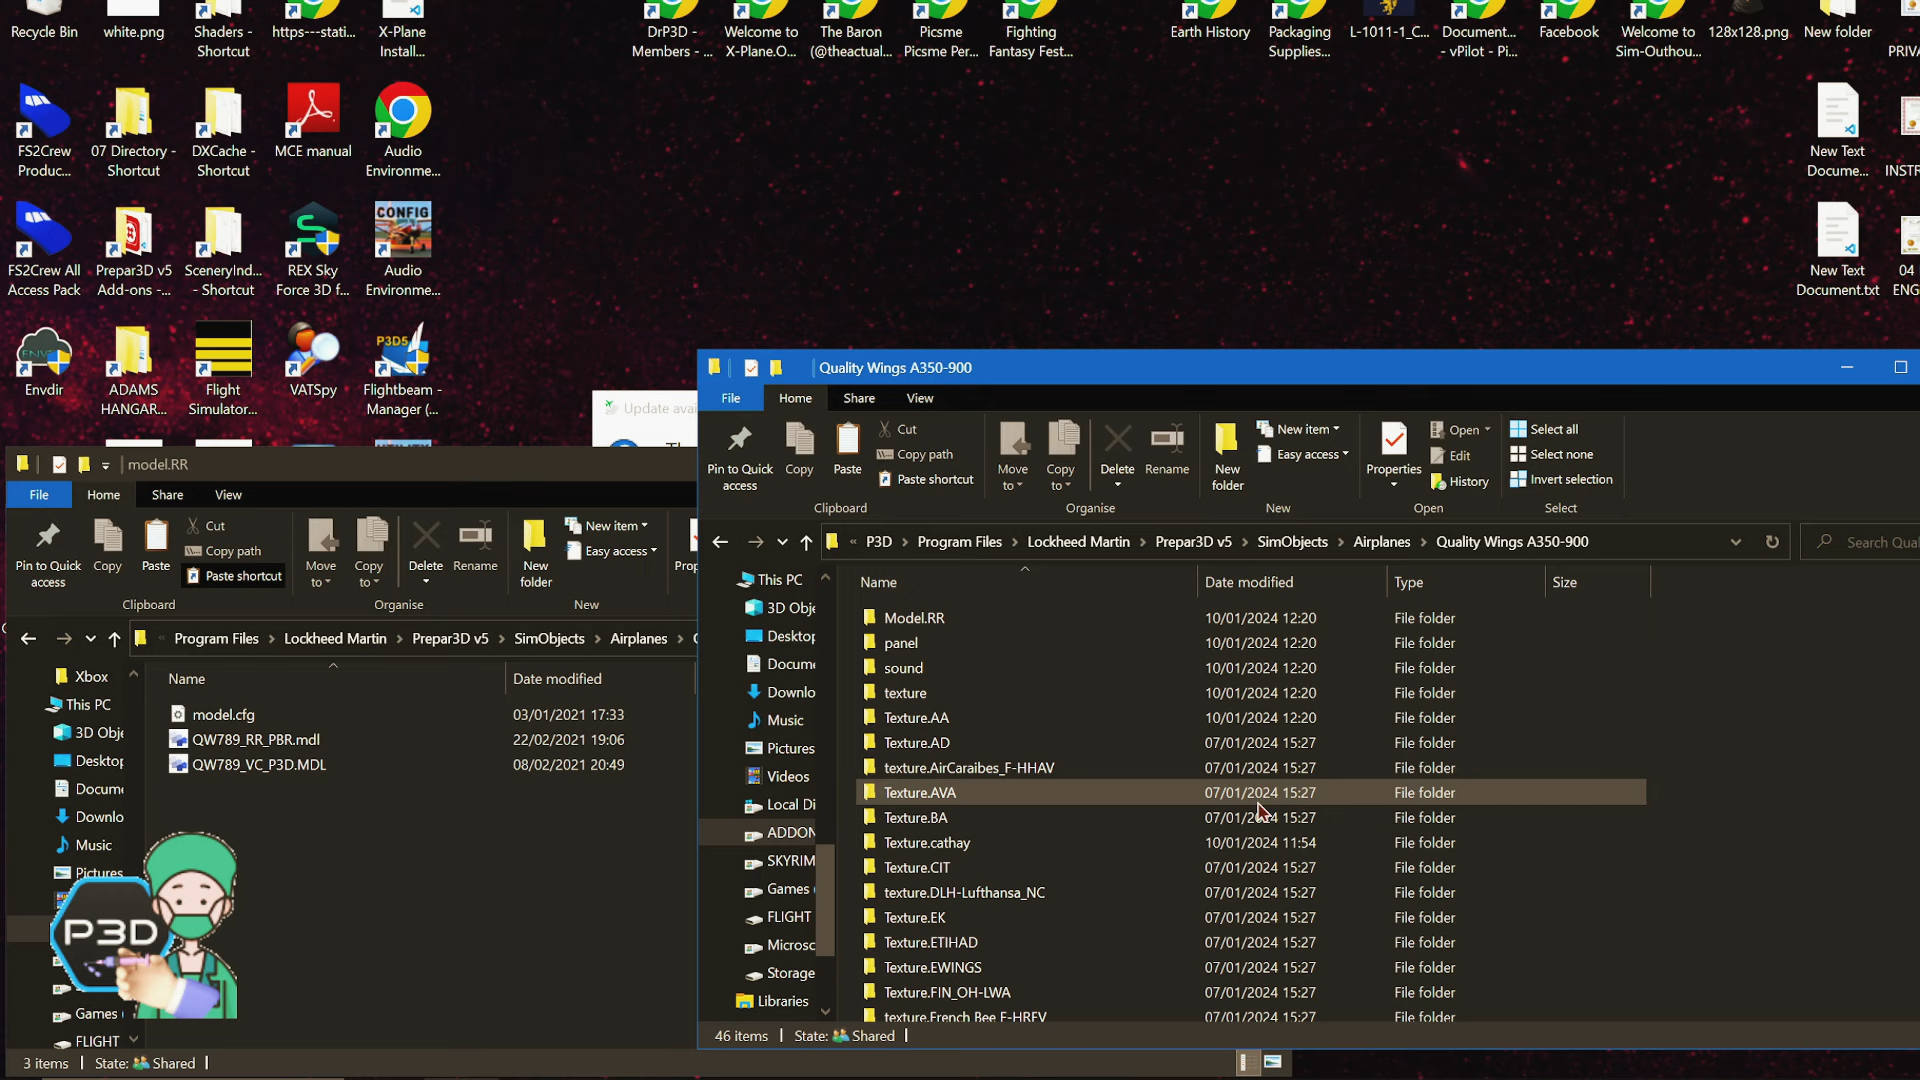 Recycle Bin
white.png
Shaders -
Shortcut
https---stati...
X-Plane
Install...
DrP3D -
Members - ...
Welcome to
X-Plane.O...
The Baron
(@theactual...
Picsme
Picsme Per...
Fighting
Fantasy Fest...
Earth History
Packaging
Supplies...
L-1011-1_C...
Document...
- vPilot - Pi...
Facebook
Welcome to
Sim-Outhou...
128x128.png
New folder
PRIVA
FS2Crew
Produc...
07 Directory -
Shortcut
DXCache -
Shortcut
MCE manual
Audio
Environme...
New Text
Docume...
INSTR
FS2Crew All
Access Pack
Prepar3D v5
Add-ons -...
SceneryInd...
- Shortcut
REX Sky
Force 3D f...
CONFIG
Audio
Environme...
New Text
Document.txt
04
ENG
Envdir
ADAMS
HANGAR...
Flight
Simulator...
VATSpy
P3D5
Flightbeam -
Manager (...
Update avai
Quality Wings A350-900
File
Home
Share
View
Pin to Quick
access
Copy
Paste
Cut
Copy path
Paste shortcut
Clipboard
Move
to
Copy
to
Delete
Rename
Organise
New
folder
New item
Easy access
New
Properties
Open
Edit
History
Open
Select all
Select none
Invert selection
Select
« P3D > Program Files > Lockheed Martin > Prepar3D v5 > SimObjects > Airplanes > Quality Wings A350-900
Search Qual
This PC
3D Obje
Desktop
Docume
Downlo
Music
Pictures
Videos
Local Di
ADDON
SKYRIM
Games (
FLIGHT
Microsc
Storage
Libraries
Name Date modified Type Size
Model.RR 10/01/2024 12:20 File folder
panel 10/01/2024 12:20 File folder
sound 10/01/2024 12:20 File folder
texture 10/01/2024 12:20 File folder
Texture.AA 10/01/2024 12:20 File folder
Texture.AD 07/01/2024 15:27 File folder
texture.AirCaraibes_F-HHAV 07/01/2024 15:27 File folder
Texture.AVA 07/01/2024 15:27 File folder
Texture.BA 07/01/2024 15:27 File folder
Texture.cathay 10/01/2024 11:54 File folder
Texture.CIT 07/01/2024 15:27 File folder
texture.DLH-Lufthansa_NC 07/01/2024 15:27 File folder
Texture.EK 07/01/2024 15:27 File folder
Texture.ETIHAD 07/01/2024 15:27 File folder
Texture.EWINGS 07/01/2024 15:27 File folder
Texture.FIN_OH-LWA 07/01/2024 15:27 File folder
texture.French Bee F-HREV 07/01/2024 15:27 File folder
46 items
State: Shared
model.RR
File
Home
Share
View
Pin to Quick
access
Copy
Paste
Cut
Copy path
Paste shortcut
Clipboard
Move
to
Copy
to
Delete
Rename
Organise
New
folder
New item
Easy access
New
Prop
« Program Files > Lockheed Martin > Prepar3D v5 > SimObjects > Airplanes >
Xbox
This PC
3D Obje
Desktop
Docume
Downlo
Music
Pictures
Games (
FLIGHT
Name Date modified
model.cfg 03/01/2021 17:33
QW789_RR_PBR.mdl 22/02/2021 19:06
QW789_VC_P3D.MDL 08/02/2021 20:49
P3D
3 items
State: Shared